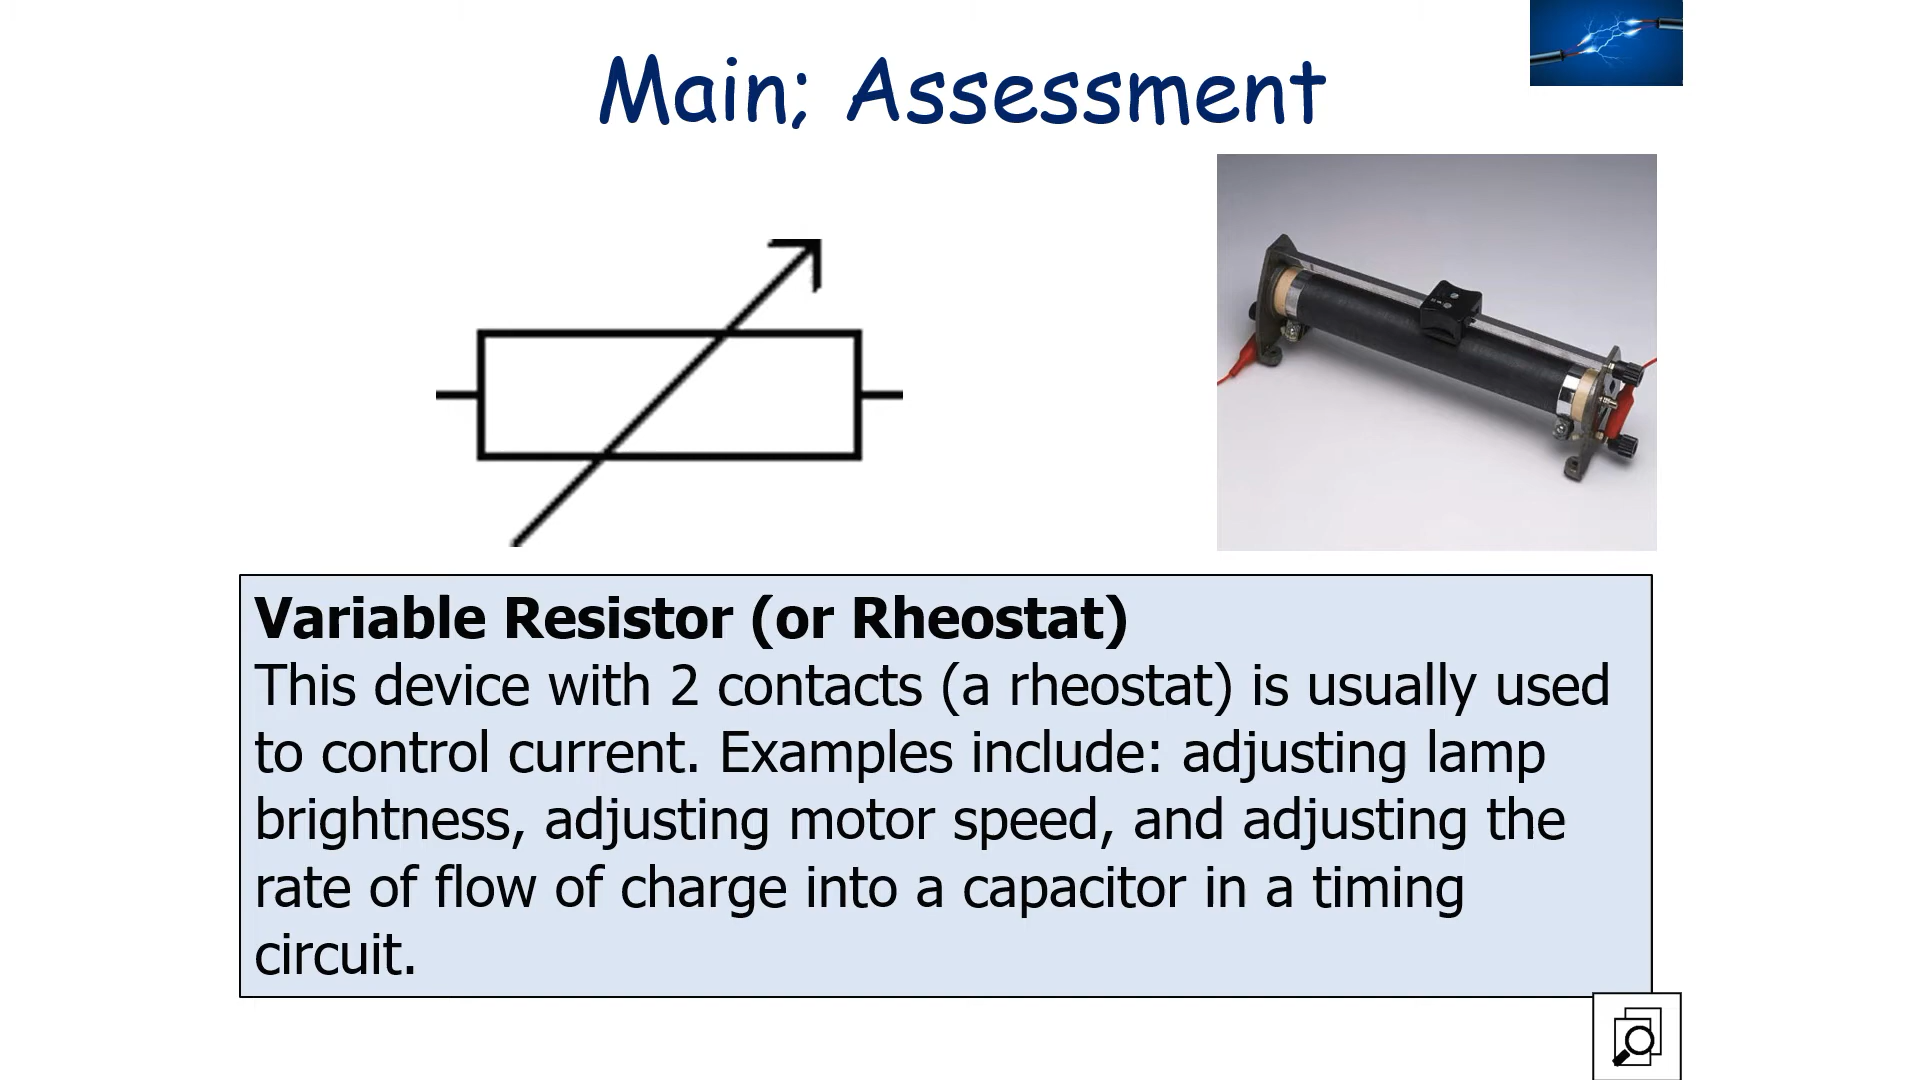 Main; Assessment
Variable Resistor (or Rheostat)
This device with 2 contacts (a rheostat) is usually used
to control current. Examples include: adjusting lamp
brightness, adjusting motor speed, and adjusting the
rate of flow of charge into a capacitor in a timing
circuit.